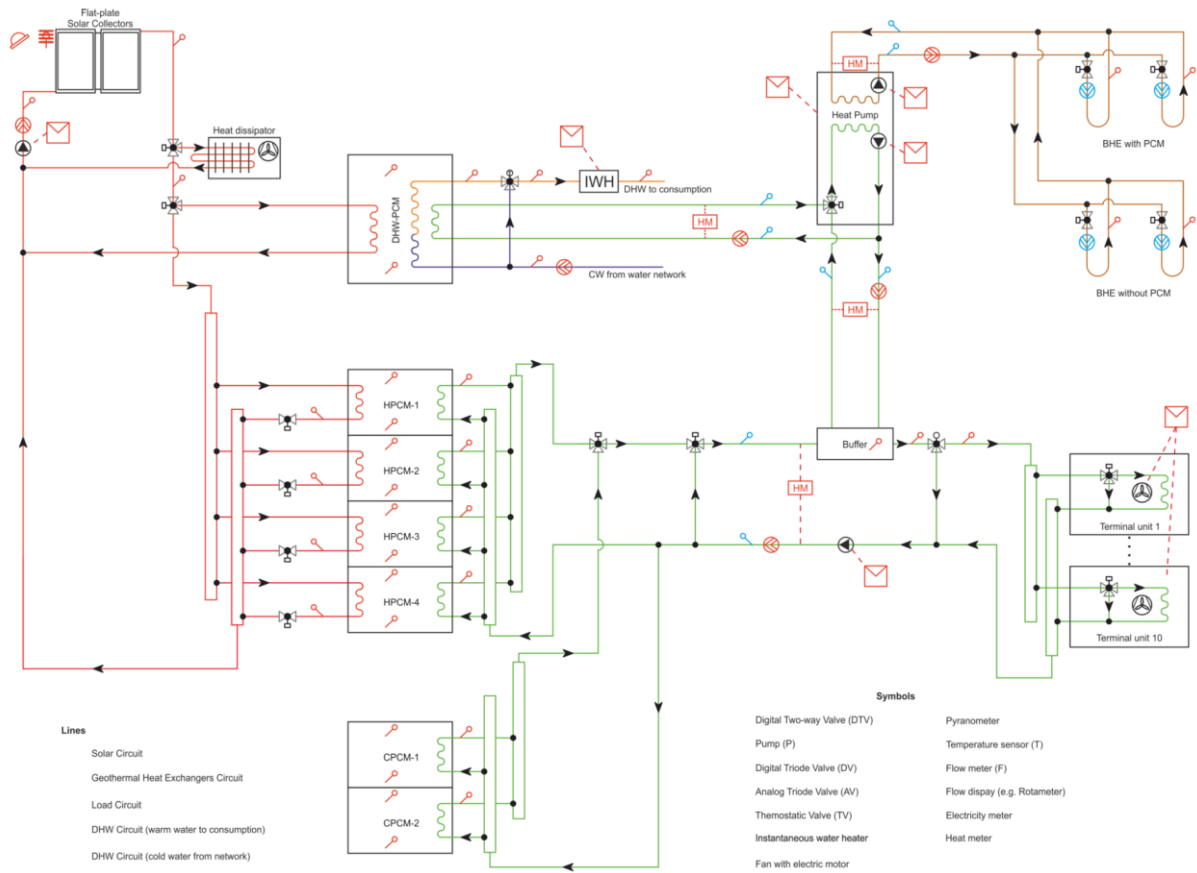 Flat-plate
Solar Collectors
Heat dissipator
HM
Heat Pump
BHE with PCM
IWH
DHW to consumption
DHW-PCM
HM
CW from water network
HM
BHE without PCM
HPCM-1
HPCM-2
HPCM-3
HPCM-4
Buffer
HM
Terminal unit 1
Terminal unit 10
CPCM-1
CPCM-2
Lines
Solar Circuit
Geothermal Heat Exchangers Circuit
Load Circuit
DHW Circuit (warm water to consumption)
DHW Circuit (cold water from network)
Symbols
Digital Two-way Valve (DTV)
Pump (P)
Digital Triode Valve (DV)
Analog Triode Valve (AV)
Themostatic Valve (TV)
Instantaneous water heater
Fan with electric motor
Pyranometer
Temperature sensor (T)
Flow meter (F)
Flow dispay (e.g. Rotameter)
Electricity meter
Heat meter